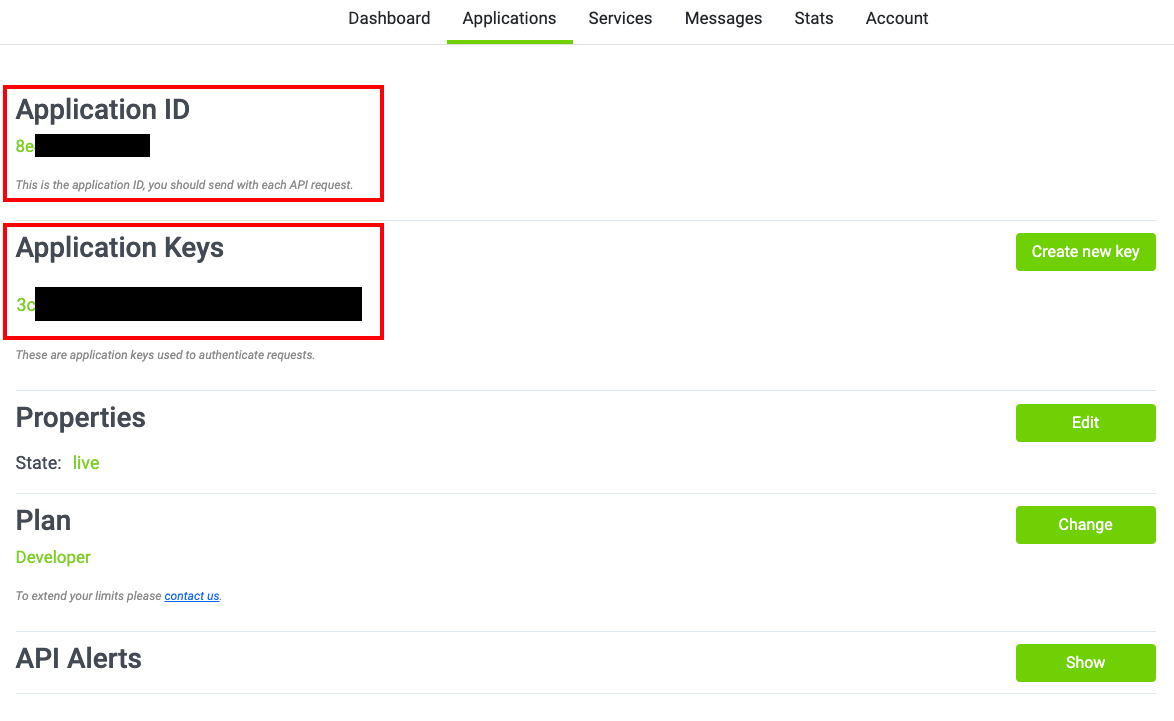 Dashboard Applications Services Messages Stats Account
Application ID
8e
This is the application ID, you should send with each API request.
Application Keys
Create new key
3c
These are application keys used to authenticate requests.
Properties
Edit
State: live
Plan
Change
Developer
To extend your limits please contact us.
API Alerts
Show